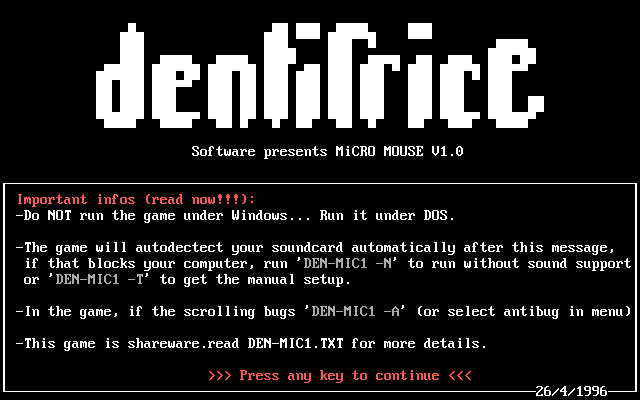 dentifrice
Software presents MiCRO MOUSE V1.0
Important infos (read now!!!):
-Do NOT run the game under Windows... Run it under DOS.
-The game will autodectect your soundcard automatically after this message,
if that blocks your computer, run 'DEN-MIC1 -N' to run without sound support
or 'DEN-MIC1 -T' to get the manual setup.
-In the game, if the scrolling bugs 'DEN-MIC1 -A' (or select antibug in menu)
-This game is shareware.read DEN-MIC1.TXT for more details.
>>> Press any key to continue <<<
26/4/1996